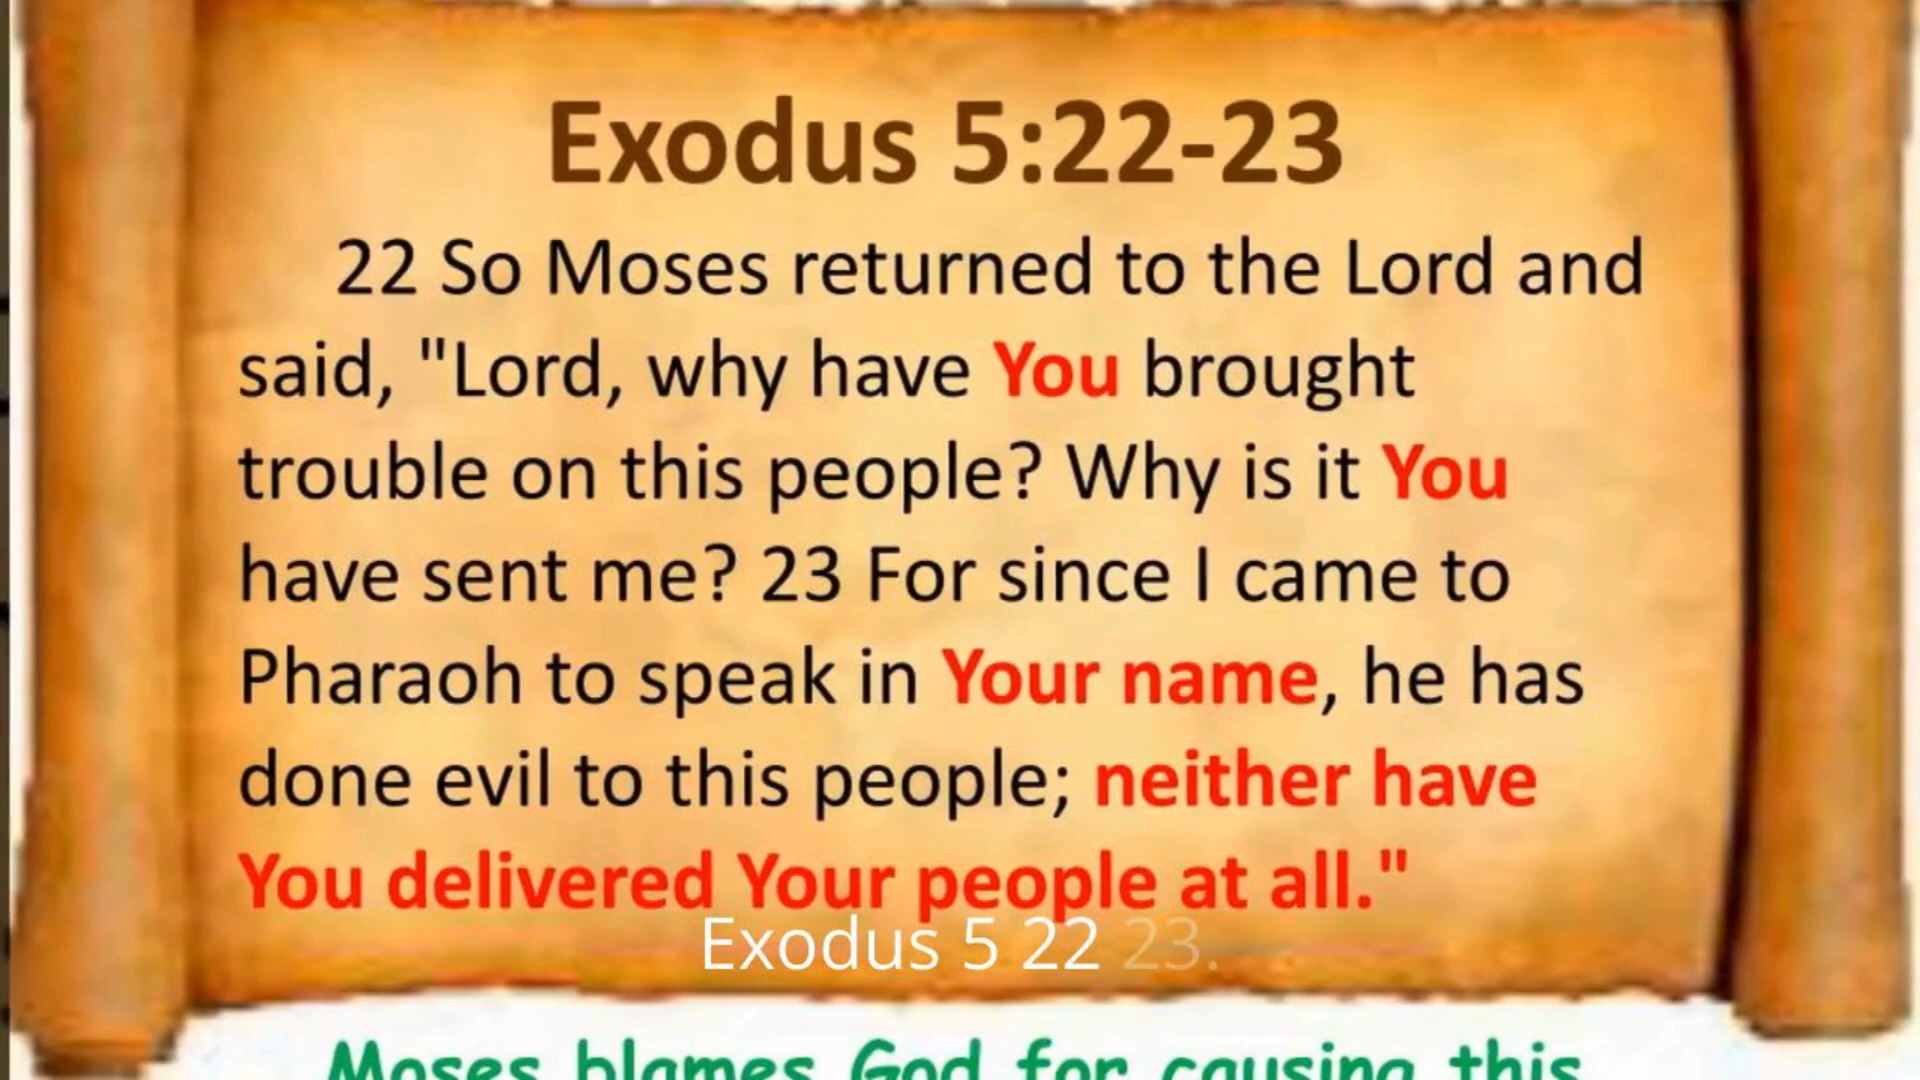 Exodus 5:22-23
22 So Moses returned to the Lord and
said, "Lord, why have You brought
trouble on this people? Why is it You
have sent me? 23 For since I came to
Pharaoh to speak in Your name, he has
done evil to this people; neither have
You delivered Your people at all."
Exodus 5 22 23.
Moses blames God for causing this